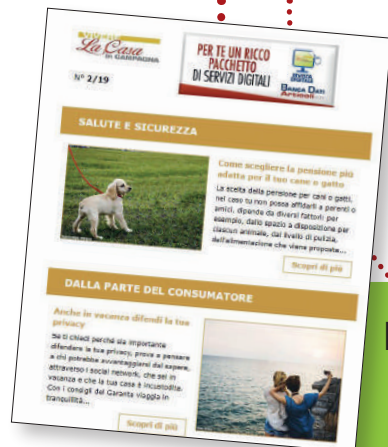 La Casa
IN CAMPAGNA
PER TE UN RICCO
PACCHETTO
DI SERVIZI DIGITALI
BANCA DATI
Articoli
N° 2/19
SALUTE E SICUREZZA
Come scegliere la pensione più
adatta per il tuo cane o gatto
La scelta della pensione per cani o gatti,
nel caso tu non possa affidarli a parenti o
amici, dipende da diversi fattori per
esempio, dallo spazio a disposizione per
ciascun animale, dal livello di pulizia,
dall'alimentazione che viene proposta...
Scopri di più
DALLA PARTE DEL CONSUMATORE
Anche in vacanza difendi la tua
privacy
Se ti chiedi perché sia importante
difendere la tua privacy, prova a pensare
a chi potrebbe avvantaggiarsi dal sapere,
attraverso i social network, che sei in
vacanza e che la tua casa è incustodita.
Con i consigli del Garante viaggia in
tranquillità...
Scopri di più